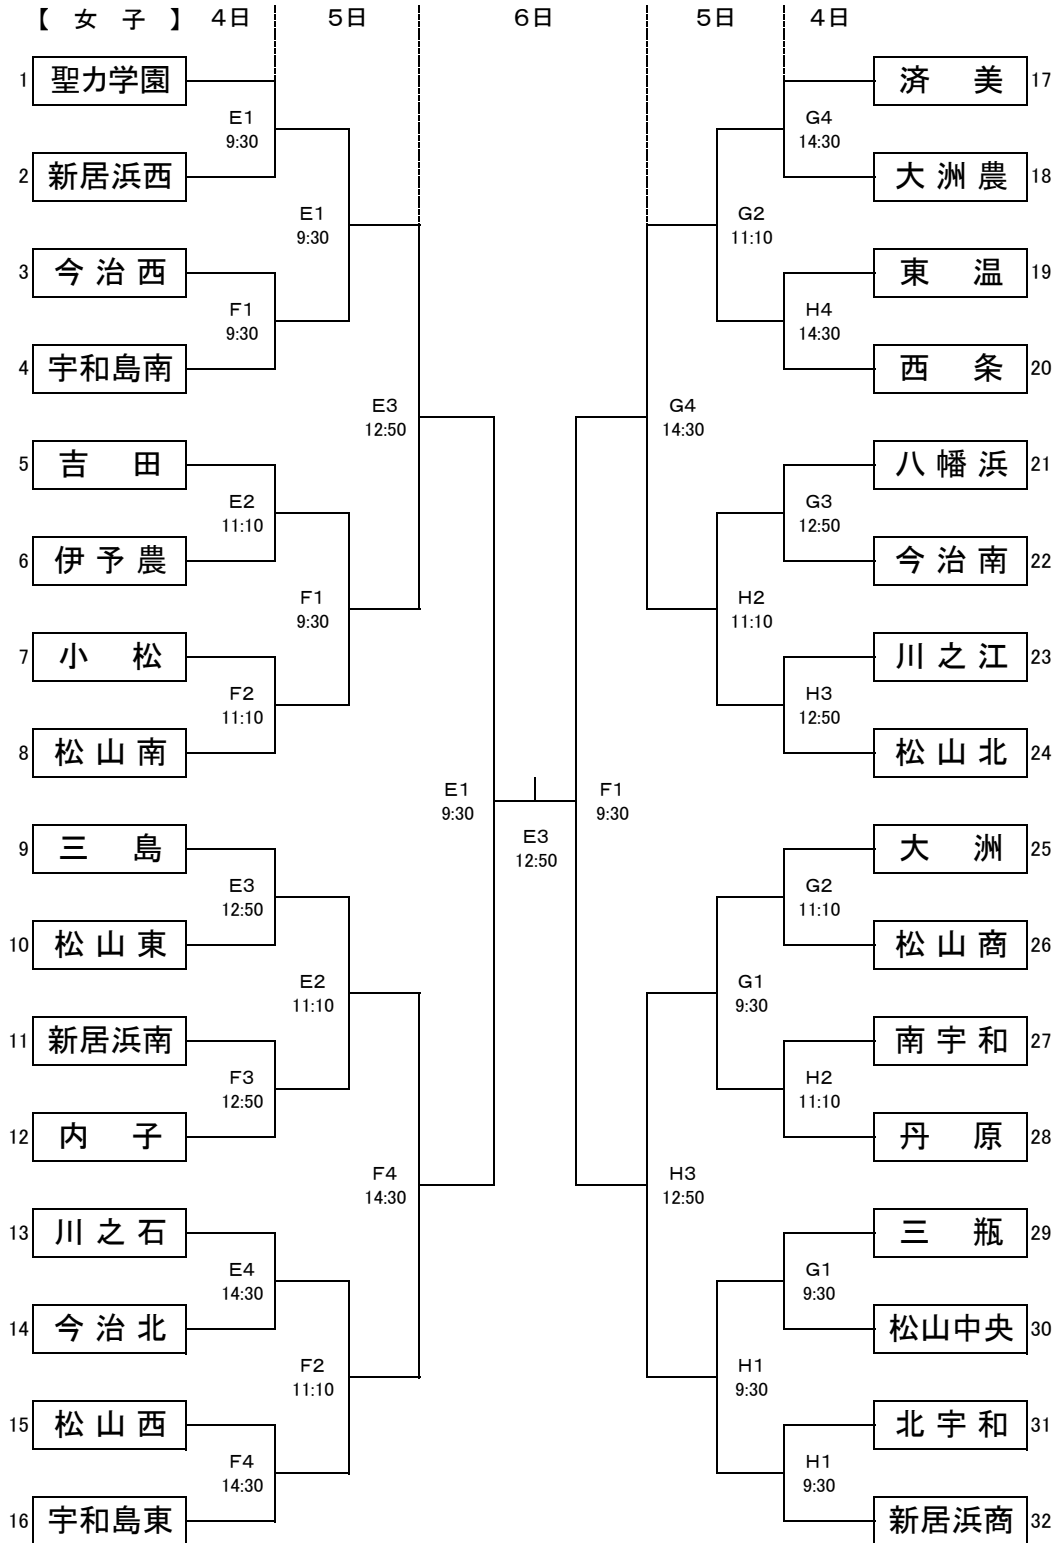 【 女 子 】 4日 5日 6日 5日 4日
1 聖カ学園 済 美 17
E1 G4
9:30 14:30
2 新居浜西 大洲農 18
E1 G2
9:30 11:10
3 今治西 東 温 19
F1 H4
9:30 14:30
4 宇和島南 西 条 20
E3 G4
12:50 14:30
5 吉 田 八幡浜 21
E2 G3
11:10 12:50
6 伊予農 今治南 22
F1 H2
9:30 11:10
7 小 松 川之江 23
F2 H3
11:10 12:50
8 松山南 松山北 24
E1 F1
9:30 9:30
E3
12:50
9 三 島 大 洲 25
E3 G2
12:50 11:10
10 松山東 松山商 26
E2 G1
11:10 9:30
11 新居浜南 南宇和 27
F3 H2
12:50 11:10
12 内 子 丹 原 28
F4 H3
14:30 12:50
13 川之石 三 瓶 29
E4 G1
14:30 9:30
14 今治北 松山中央 30
F2 H1
11:10 9:30
15 松山西 北宇和 31
F4 H1
14:30 9:30
16 宇和島東 新居浜商 32